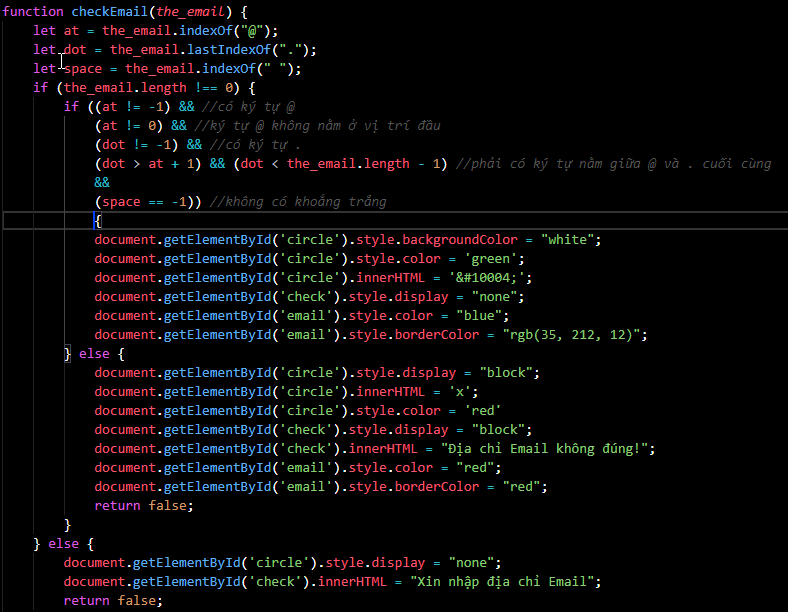 function checkEmail(the_email) {
let at = the_email.indexOf("@");
let dot = the_email.lastIndexOf(".");
let space = the_email.indexOf(" ");
if (the_email.length !== 0) {
if ((at != -1) && //có ký tự @
(at != 0) && //ký tự @ không nằm ở vị trí đầu
(dot != -1) && //có ký tự .
(dot > at + 1) && (dot < the_email.length - 1) //phải có ký tự nằm giữa @ và . cuối cùng
&&
(space == -1)) //không có khoẳng trắng
{
document.getElementById('circle').style.backgroundColor = "white";
document.getElementById('circle').style.color = 'green';
document.getElementById('circle').innerHTML = '&#10004;';
document.getElementById('check').style.display = "none";
document.getElementById('email').style.color = "blue";
document.getElementById('email').style.borderColor = "rgb(35, 212, 12)";
} else {
document.getElementById('circle').style.display = "block";
document.getElementById('circle').innerHTML = 'x';
document.getElementById('circle').style.color = 'red'
document.getElementById('check').style.display = "block";
document.getElementById('check').innerHTML = "Địa chỉ Email không đúng!";
document.getElementById('email').style.color = "red";
document.getElementById('email').style.borderColor = "red";
return false;
}
} else {
document.getElementById('circle').style.display = "none";
document.getElementById('check').innerHTML = "Xin nhập địa chỉ Email";
return false;